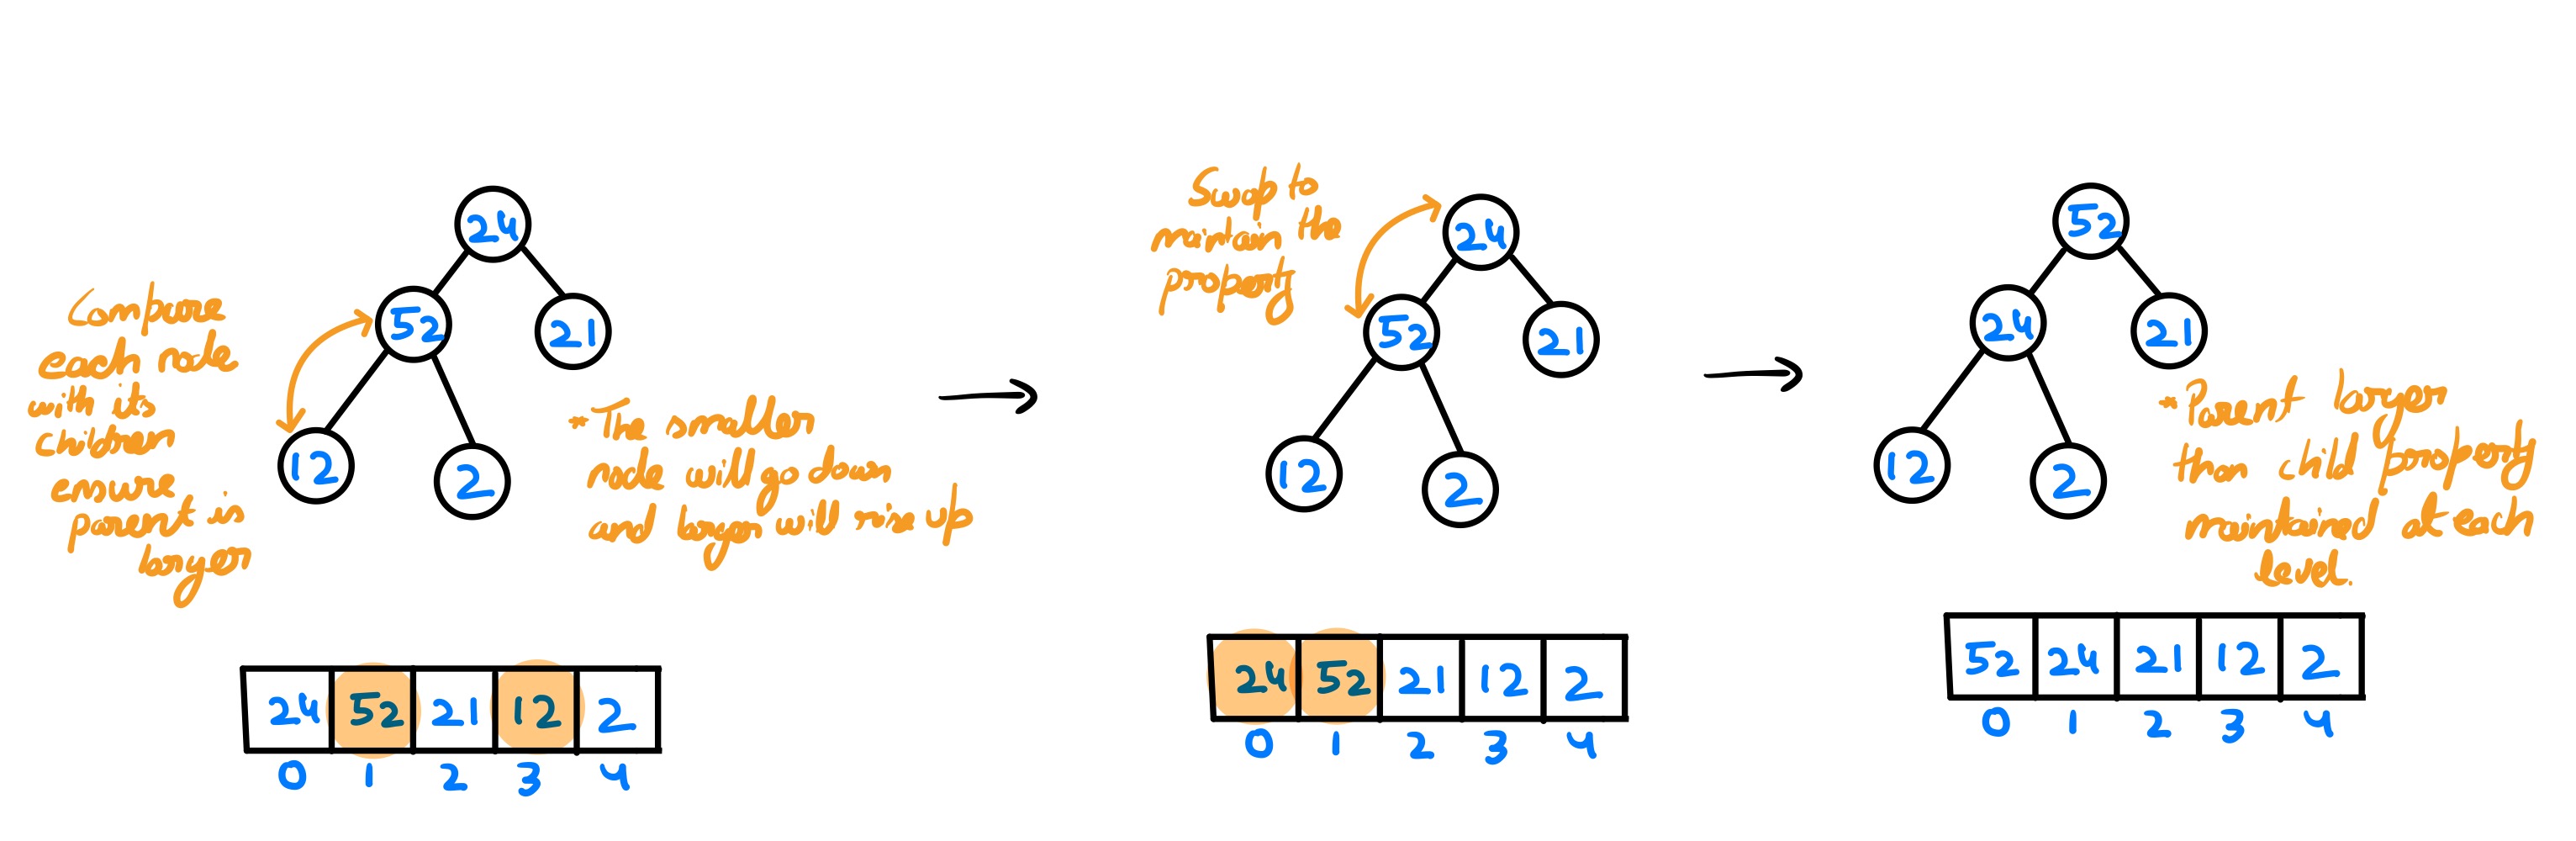 24
52
21
12
2
Compare
each node
with its
children
ensure
parent is
larger
*The smaller
node will go down
and larger will rise up
24 52 21 12 2
0 1 2 3 4
Swap to
maintain the
property
24
52
21
12
2
24 52 21 12 2
0 1 2 3 4
52
24
21
12
2
*Parent larger
than child property
maintained at each
level.
52 24 21 12 2
0 1 2 3 4